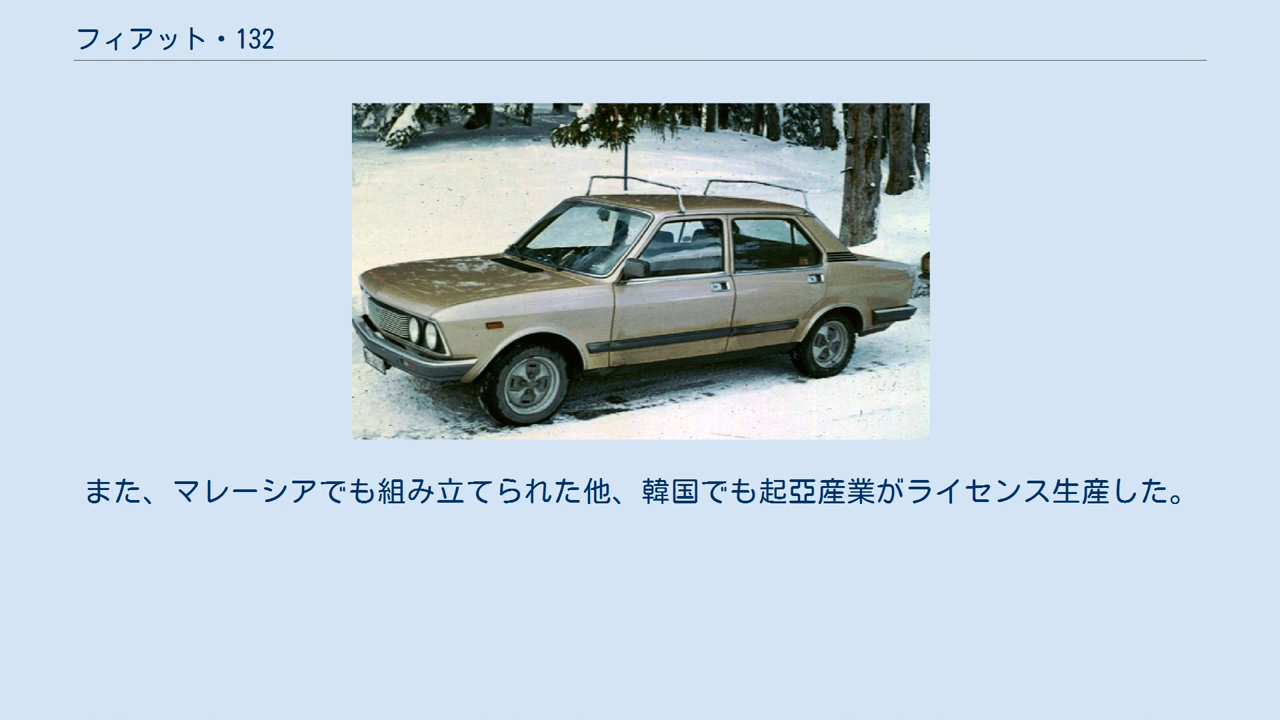 フィアット・132
また、マレーシアでも組み立てられた他、韓国でも起亞産業がライセンス生産した。